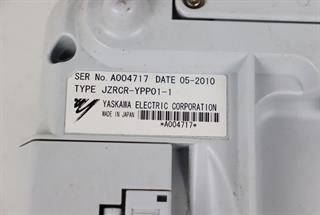 SER No. A004717 DATE 05-2010
TYPE JZRCR-YPP01-1
YASKAWA ELECTRIC CORPORATION
MADE IN JAPAN
*A004717*